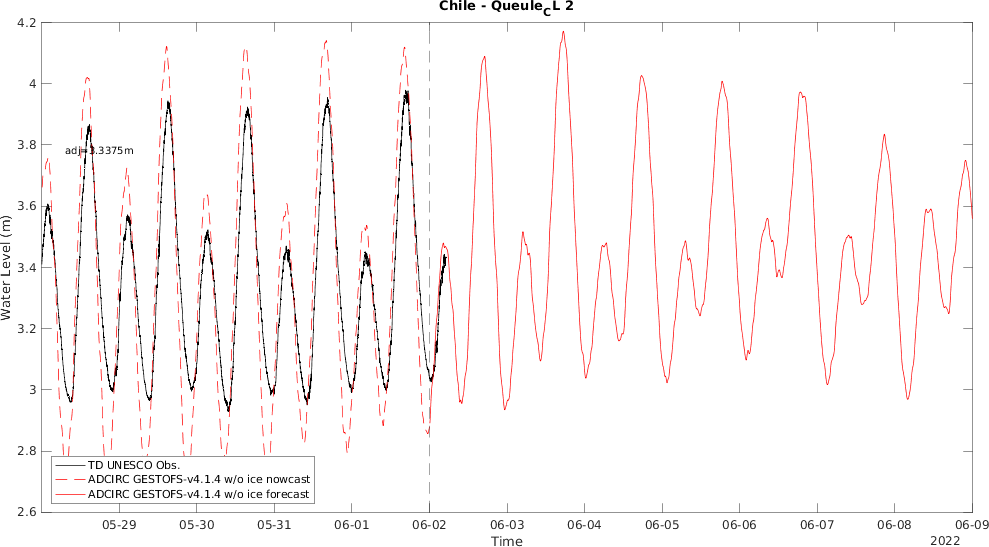 Chile - Queule_CL 2
4.2
4
3.8
3.6
3.4
3.2
3
2.8
2.6
Water Level (m)
adj=3.3375m
TD UNESCO Obs.
ADCIRC GESTOFS-v4.1.4 w/o ice nowcast
ADCIRC GESTOFS-v4.1.4 w/o ice forecast
05-29 05-30 05-31 06-01 06-02 06-03 06-04 06-05 06-06 06-07 06-08 06-09
Time
2022